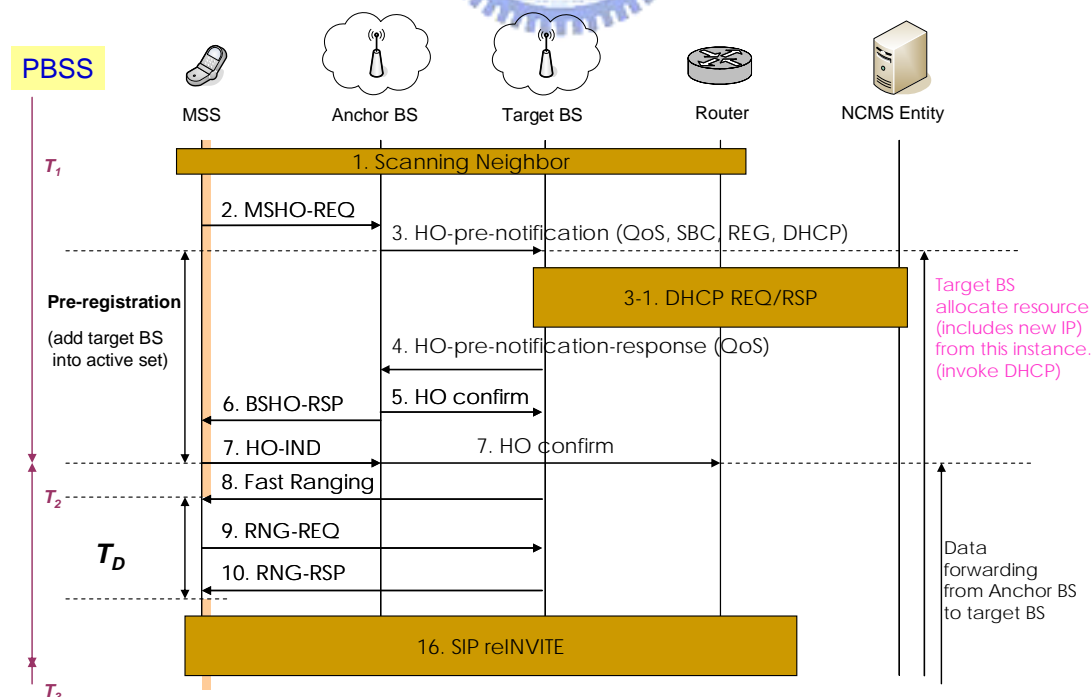 PBSS
MSS
Anchor BS
Target BS
Router
NCMS Entity
T1
1. Scanning Neighbor
2. MSHO-REQ
3. HO-pre-notification (QoS, SBC, REG, DHCP)
Pre-registration
(add target BS
into active set)
3-1. DHCP REQ/RSP
Target BS
allocate resource
(includes new IP)
from this instance.
(invoke DHCP)
4. HO-pre-notification-response (QoS)
5. HO confirm
6. BSHO-RSP
7. HO-IND
7. HO confirm
T2
8. Fast Ranging
9. RNG-REQ
TD
10. RNG-RSP
Data
forwarding
from Anchor BS
to target BS
16. SIP reINVITE
T3